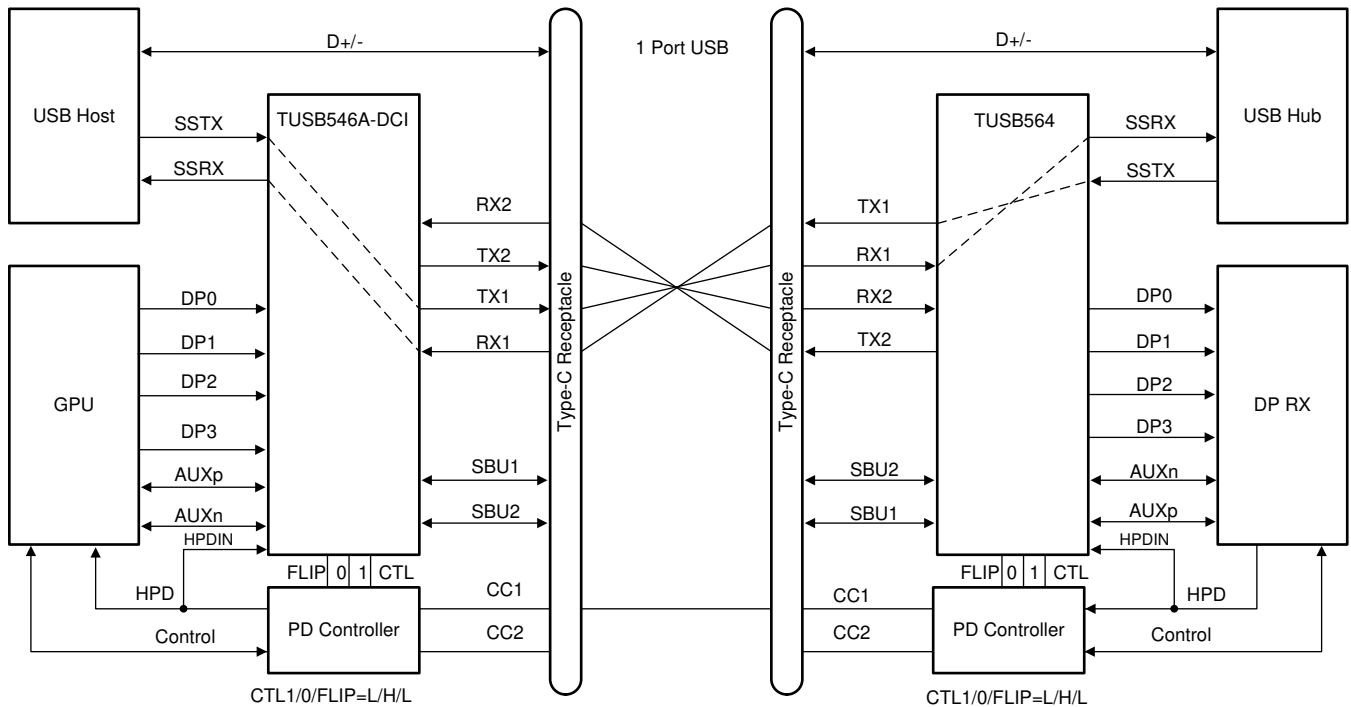 D+/-
1 Port USB
D+/-
USB Host
TUSB546A-DCI
TUSB564
USB Hub
SSTX
SSRX
SSRX
SSTX
RX2
TX2
TX1
RX1
TX1
RX1
RX2
TX2
Type-C Receptacle
Type-C Receptacle
GPU
DP0
DP1
DP2
DP3
AUXp
AUXn
HPDIN
SBU1
SBU2
SBU2
SBU1
DP0
DP1
DP2
DP3
AUXn
AUXp
HPDIN
DP RX
FLIP 0 1 CTL
FLIP 0 1 CTL
HPD
Control
PD Controller
CC1
CC2
CC1
CC2
PD Controller
HPD
Control
CTL1/0/FLIP=L/H/L
CTL1/0/FLIP=L/H/L